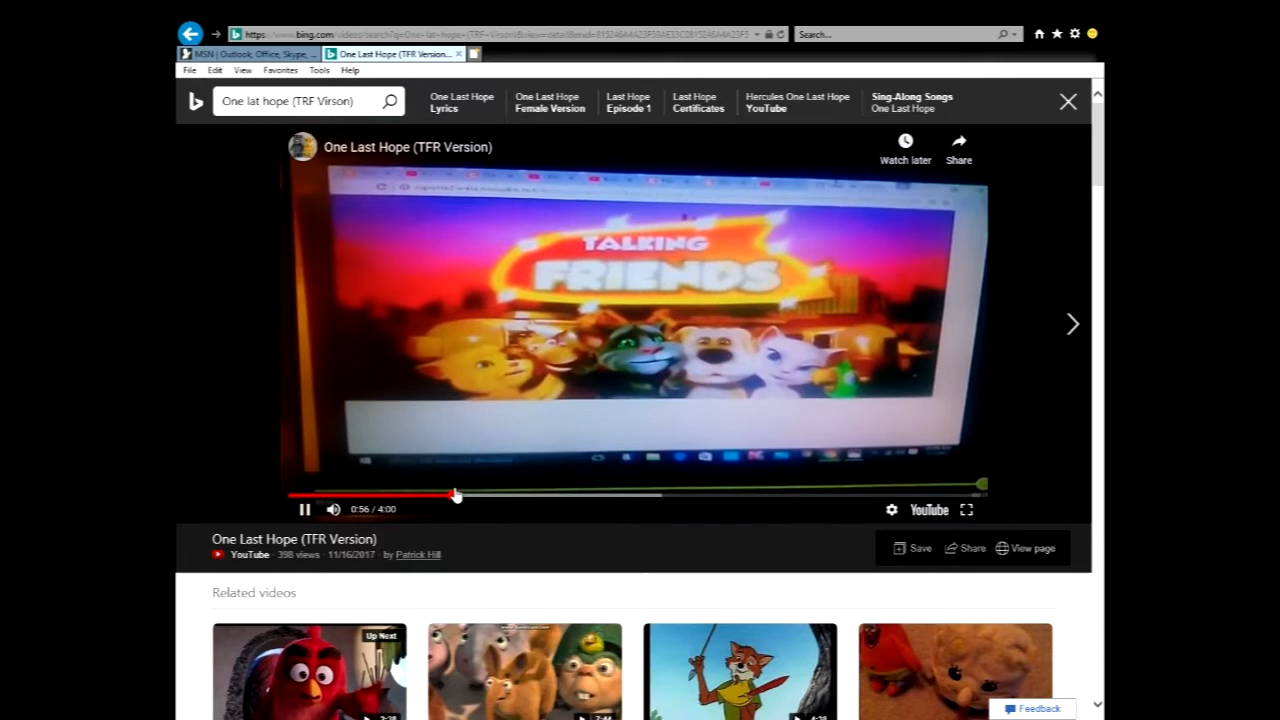 https
www.bing.com
Search...
MSN | Outlook, Office, Skype, ...
One Last Hope (TFR Version...
File Edit View Favorites Tools Help
One lat hope (TRF Virson)
One Last Hope Lyrics
One Last Hope Female Version
Last Hope Episode 1
Last Hope Certificates
Hercules One Last Hope YouTube
Sing-Along Songs One Last Hope
One Last Hope (TFR Version)
Watch later
Share
TALKING
FRIENDS
0:56 / 4:00
YouTube
One Last Hope (TFR Version)
YouTube · 398 views · 11/16/2017 · by Patrick Hill
Save Share View page
Related videos
Up Next
Feedback